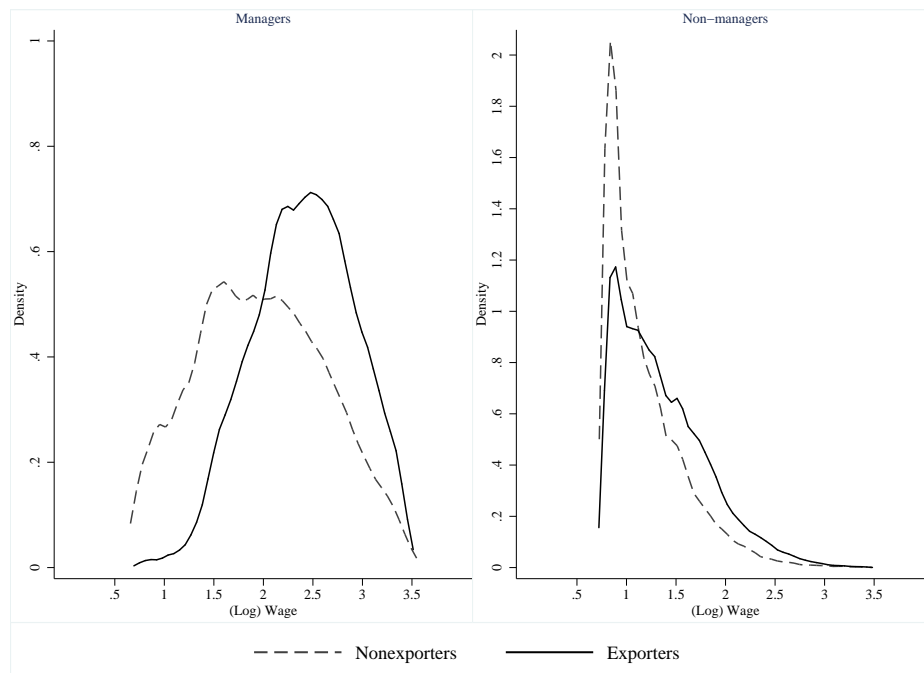 Managers
Density
0
.2
.4
.6
.8
1
.5 1 1.5 2 2.5 3 3.5
(Log) Wage
Non−managers
Density
0
.2
.4
.6
.8
1
1.2
1.4
1.6
1.8
2
.5 1 1.5 2 2.5 3 3.5
(Log) Wage
Nonexporters Exporters